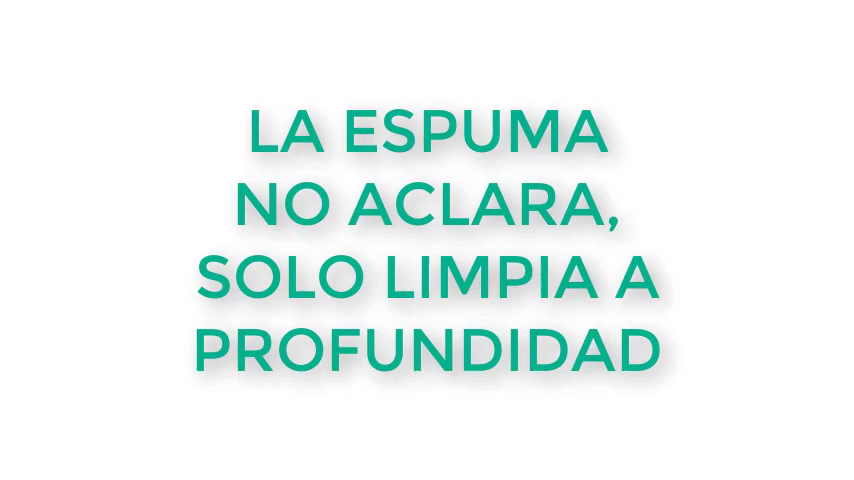 LA ESPUMA
NO ACLARA,
SOLO LIMPIA A
PROFUNDIDAD